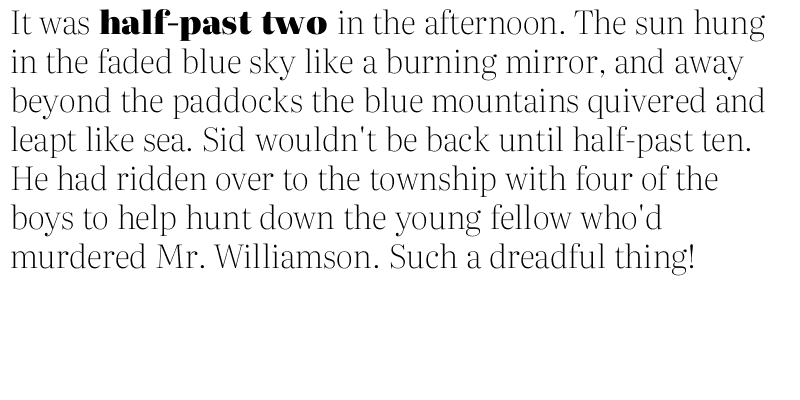 It was half-past two in the afternoon. The sun hung
in the faded blue sky like a burning mirror, and away
beyond the paddocks the blue mountains quivered and
leapt like sea. Sid wouldn't be back until half-past ten.
He had ridden over to the township with four of the
boys to help hunt down the young fellow who'd
murdered Mr. Williamson. Such a dreadful thing!